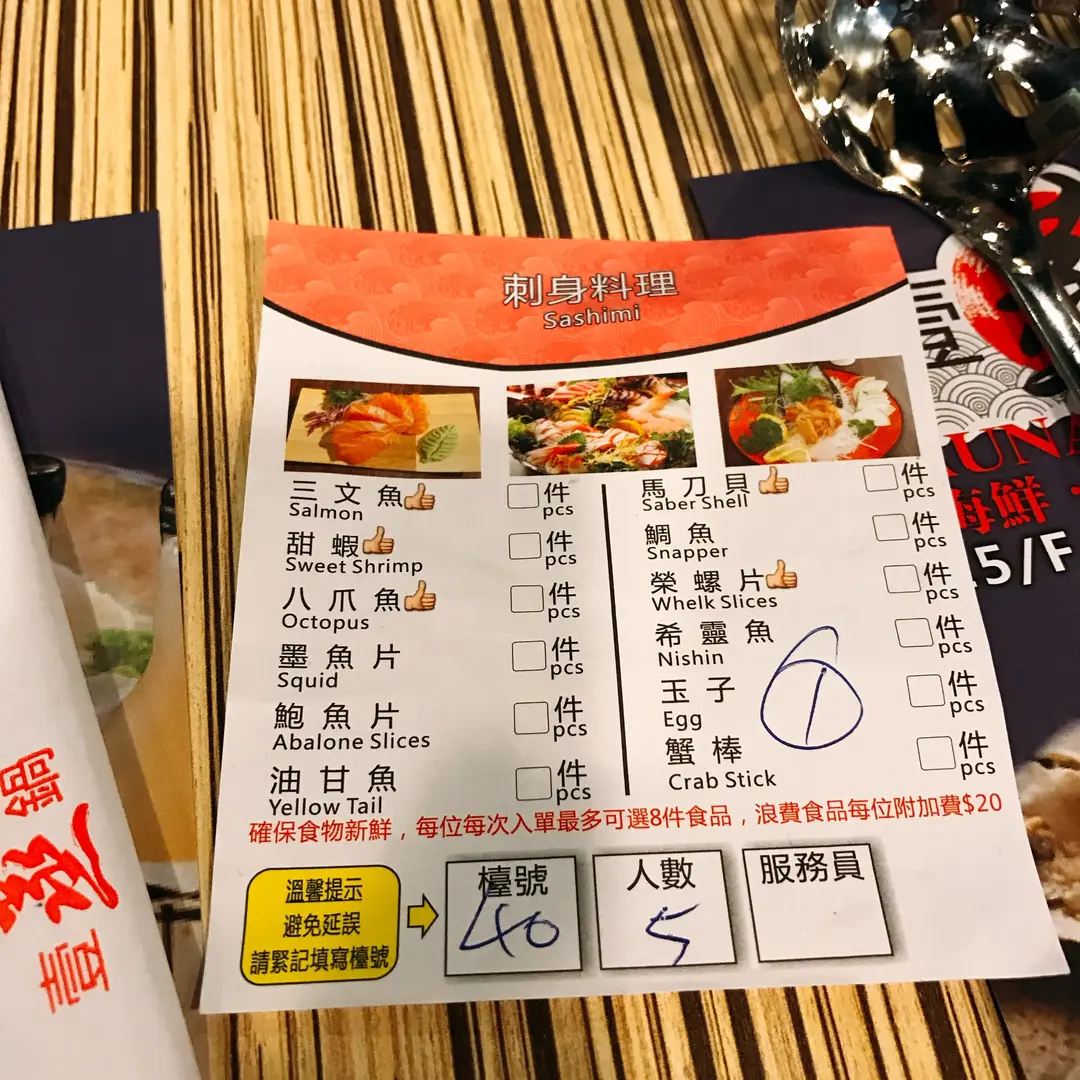 刺身料理
Sashimi
三文魚 件
Salmon pcs
甜蝦 件
Sweet Shrimp pcs
八爪魚 件
Octopus pcs
墨魚片 件
Squid pcs
鮑魚片 件
Abalone Slices pcs
油甘魚 件
Yellow Tail pcs
馬刀貝 件
Saber Shell pcs
鯛魚 件
Snapper pcs
榮螺片 件
Whelk Slices pcs
希靈魚 件
Nishin pcs
玉子 件
Egg pcs
蟹棒 件
Crab Stick pcs
1
確保食物新鮮，每位每次入單最多可選8件食品，浪費食品每位附加費$20
溫馨提示
避免延誤
請緊記填寫檯號
檯號
40
人數
5
服務員
海鮮
5/F
鍋